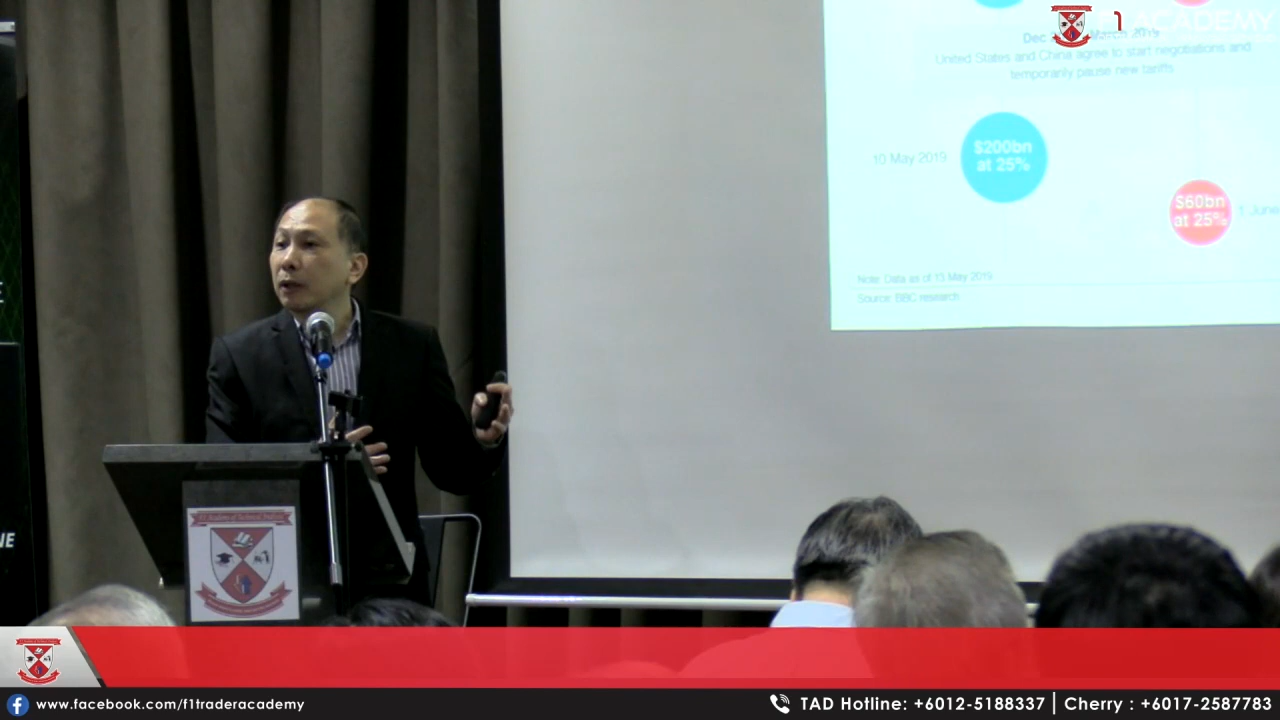 F1 ACADEMY
United States and China agree to start negotiations and
temporarily pause new tariffs
10 May 2019
$200bn
at 25%
$60bn
at 25%
1 June
Note: Data as of 13 May 2019
Source: BBC research
E
NE
www.facebook.com/f1traderacademy
TAD Hotline: +6012-5188337 | Cherry : +6017-2587783